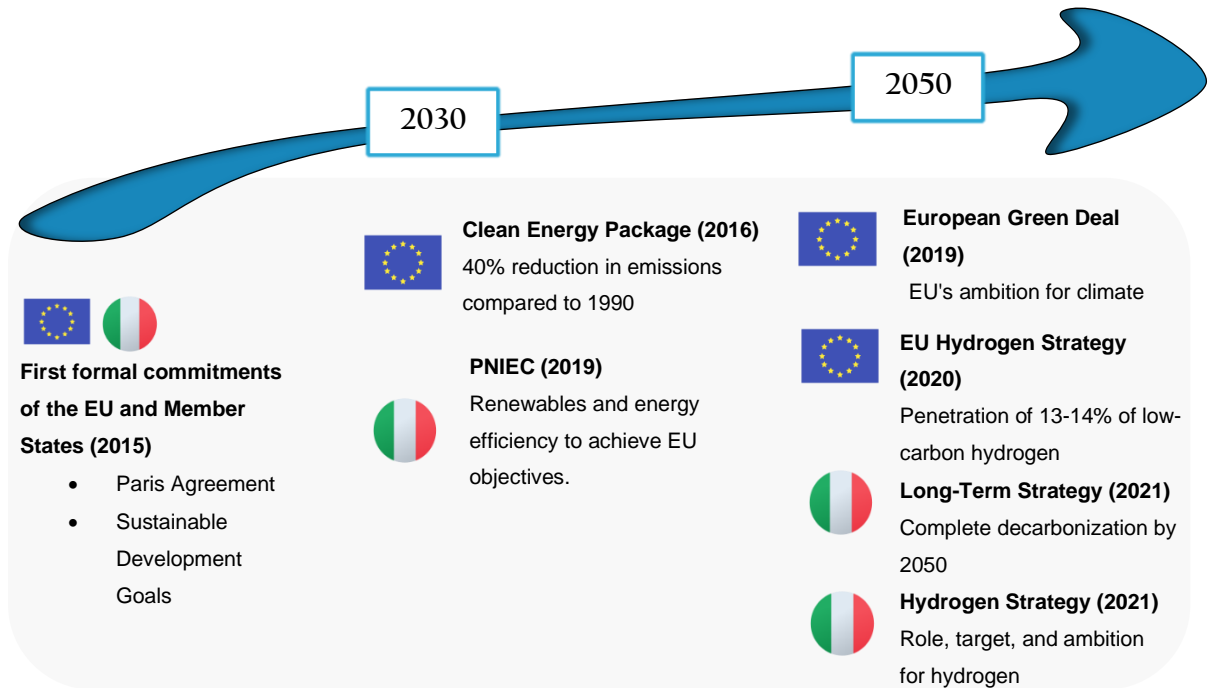 2030
2050
First formal commitments
of the EU and Member
States (2015)
• Paris Agreement
• Sustainable
Development
Goals
Clean Energy Package (2016)
40% reduction in emissions
compared to 1990
PNIEC (2019)
Renewables and energy
efficiency to achieve EU
objectives.
European Green Deal
(2019)
EU's ambition for climate
EU Hydrogen Strategy
(2020)
Penetration of 13-14% of low-
carbon hydrogen
Long-Term Strategy (2021)
Complete decarbonization by
2050
Hydrogen Strategy (2021)
Role, target, and ambition
for hydrogen